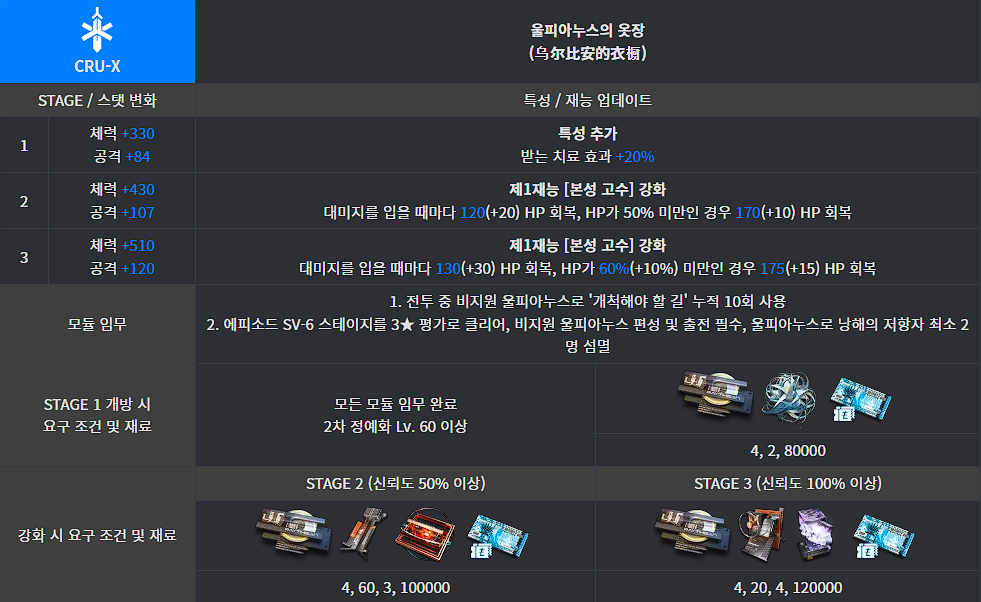 CRU-X
울피아누스의 옷장
(乌尔比安的衣橱)
STAGE / 스탯 변화
특성 / 재능 업데이트
1
체력 +330
공격 +84
특성 추가
받는 치료 효과 +20%
2
체력 +430
공격 +107
제1재능 [본성 고수] 강화
대미지를 입을 때마다 120(+20) HP 회복, HP가 50% 미만인 경우 170(+10) HP 회복
3
체력 +510
공격 +120
제1재능 [본성 고수] 강화
대미지를 입을 때마다 130(+30) HP 회복, HP가 60%(+10%) 미만인 경우 175(+15) HP 회복
모듈 임무
1. 전투 중 비지원 울피아누스로 '개척해야 할 길' 누적 10회 사용
2. 에피소드 SV-6 스테이지를 3★ 평가로 클리어, 비지원 울피아누스 편성 및 출전 필수, 울피아누스로 낭해의 저항자 최소 2
명 섬멸
STAGE 1 개방 시
요구 조건 및 재료
모든 모듈 임무 완료
2차 정예화 Lv. 60 이상
4, 2, 80000
강화 시 요구 조건 및 재료
STAGE 2 (신뢰도 50% 이상)
STAGE 3 (신뢰도 100% 이상)
4, 60, 3, 100000
4, 20, 4, 120000